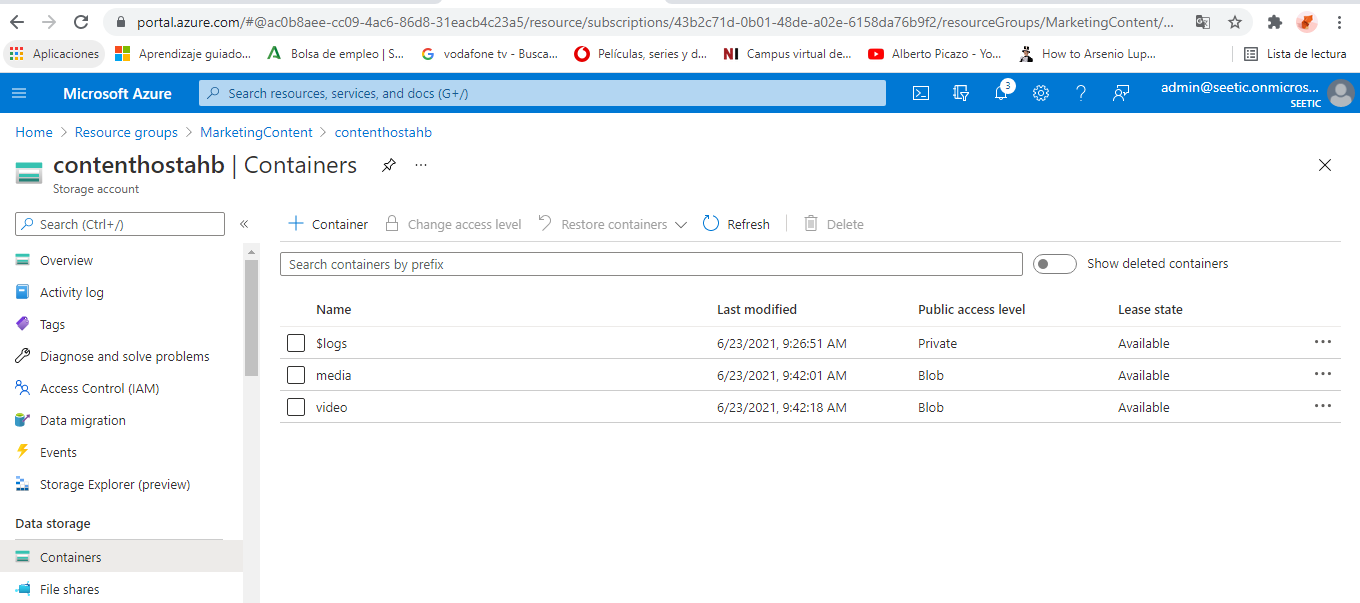 portal.azure.com/#@ac0b8aee-cc09-4ac6-86d8-31eacb4c23a5/resource/subscriptions/43b2c71d-0b01-48de-a02e-6158da76b9f2/resourceGroups/MarketingContent/...
Aplicaciones Aprendizaje guiado... Bolsa de empleo | S... vodafone tv - Busca... Películas, series y d... NI Campus virtual de... Alberto Picazo - Yo... How to Arsenio Lup... Lista de lectura
Microsoft Azure Search resources, services, and docs (G+/) 3 admin@seetic.onmicros...
SEETIC
Home > Resource groups > MarketingContent > contenthostahb
contenthostahb | Containers ...
Storage account
Search (Ctrl+/) « + Container Change access level Restore containers Refresh Delete
Overview
Activity log
Tags
Diagnose and solve problems
Access Control (IAM)
Data migration
Events
Storage Explorer (preview)
Data storage
Containers
File shares
Search containers by prefix Show deleted containers
Name Last modified Public access level Lease state
$logs 6/23/2021, 9:26:51 AM Private Available ...
media 6/23/2021, 9:42:01 AM Blob Available ...
video 6/23/2021, 9:42:18 AM Blob Available ...